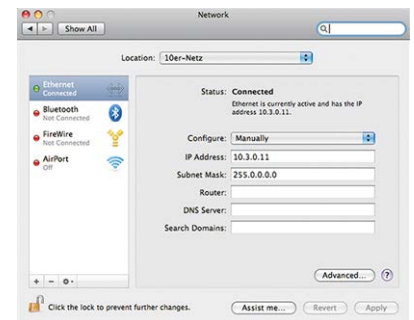 Network
Show All
Location: 10er-Netz
Ethernet
Connected
Bluetooth
Not Connected
FireWire
Not Connected
AirPort
Off
Status: Connected
Ethernet is currently active and has the IP
address 10.3.0.11.
Configure: Manually
IP Address: 10.3.0.11
Subnet Mask: 255.0.0.0
Router:
DNS Server:
Search Domains:
Advanced... ?
Click the lock to prevent further changes.
Assist me... Revert Apply